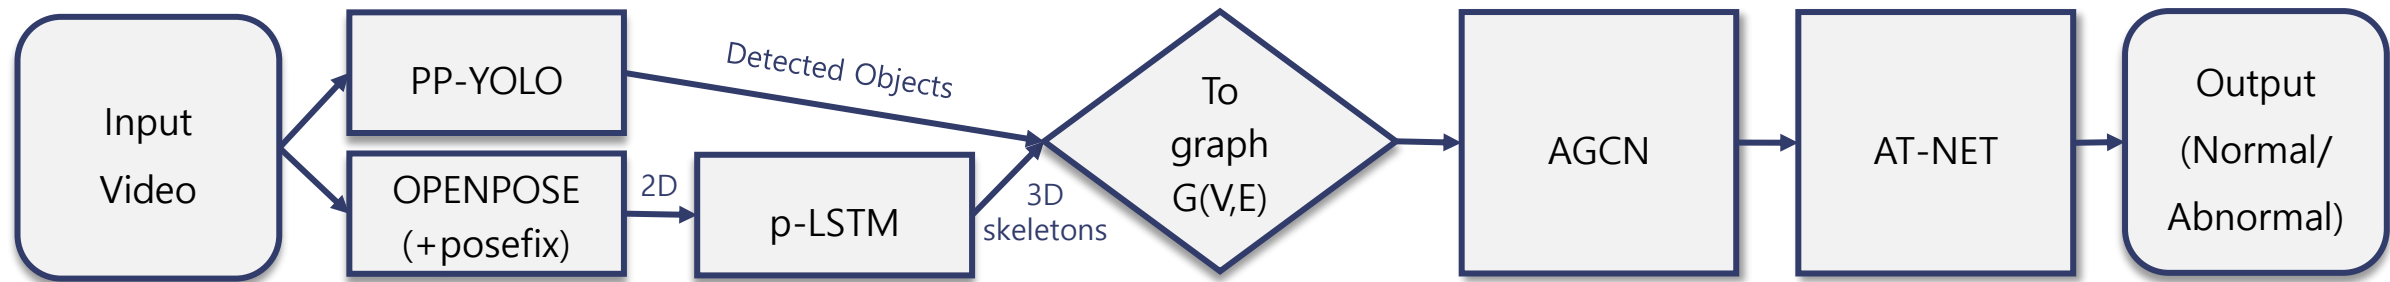 Input
Video
PP-YOLO
OPENPOSE
(+posefix)
Detected Objects
2D
p-LSTM
3D
skeletons
To
graph
G(V,E)
AGCN
AT-NET
Output
(Normal/
Abnormal)